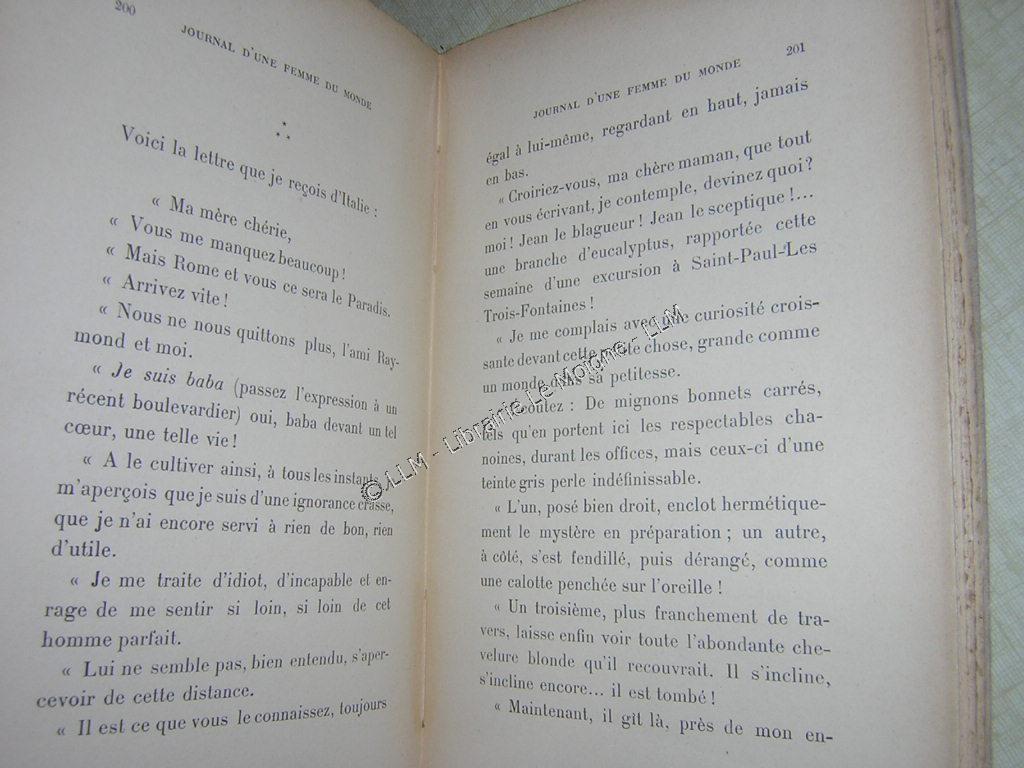 200
JOURNAL D'UNE FEMME DU MONDE
Voici la lettre que je reçois d'Italie :
« Ma mère chérie,
« Vous me manquez beaucoup !
« Mais Rome et vous ce sera le Paradis.
« Arrivez vite !
« Nous ne nous quittons plus, l'ami Ray-
mond et moi.
« Je suis baba (passez l'expression à un
récent boulevardier) oui, baba devant un tel
cœur, une telle vie !
« A le cultiver ainsi, à tous les instants,
m'aperçois que je suis d'une ignorance crasse,
que je n'ai encore servi à rien de bon, rien
d'utile.
« Je me traite d'idiot, d'incapable et en-
rage de me sentir si loin, si loin de cet
homme parfait.
« Lui ne semble pas, bien entendu, s'aper-
cevoir de cette distance.
« Il est ce que vous le connaissez, toujours
201
JOURNAL D'UNE FEMME DU MONDE
égal à lui-même, regardant en haut, jamais
en bas.
« Croiriez-vous, ma chère maman, que tout
en vous écrivant, je contemple, devinez quoi?
moi! Jean le blagueur! Jean le sceptique!...
une branche d'eucalyptus, rapportée cette
semaine d'une excursion à Saint-Paul-Les
Trois-Fontaines!
« Je me complais avec une curiosité crois-
sante devant cette petite chose, grande comme
un monde dans sa petitesse.
Écoutez : De mignons bonnets carrés,
tels qu'en portent ici les respectables cha-
noines, durant les offices, mais ceux-ci d'une
teinte gris perle indéfinissable.
« L'un, posé bien droit, enclot hermétique-
ment le mystère en préparation ; un autre,
à côté, s'est fendillé, puis dérangé, comme
une calotte penchée sur l'oreille !
« Un troisième, plus franchement de tra-
vers, laisse enfin voir toute l'abondante che-
velure blonde qu'il recouvrait. Il s'incline,
s'incline encore... il est tombé !
« Maintenant, il gît là, près de mon en-
© LLM - Librairie Le Moigne - LLM